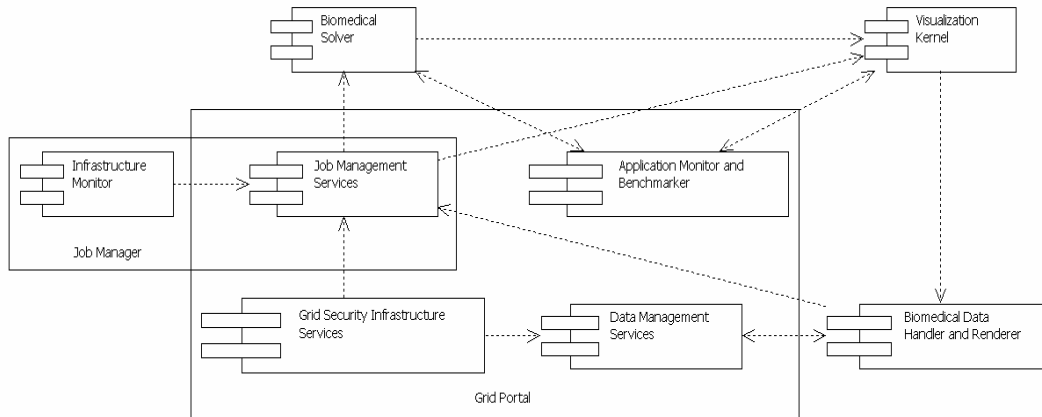 Biomedical
Solver
Visualization
Kernel
Infrastructure
Monitor
Job Management
Services
Application Monitor and
Benchmarker
Job Manager
Grid Security Infrastructure
Services
Data Management
Services
Biomedical Data
Handler and Renderer
Grid Portal